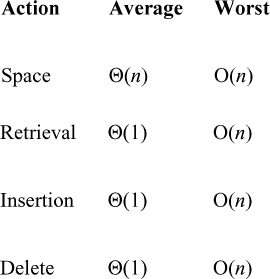 Action Average Worst
Space Θ(n) O(n)
Retrieval Θ(1) O(n)
Insertion Θ(1) O(n)
Delete Θ(1) O(n)